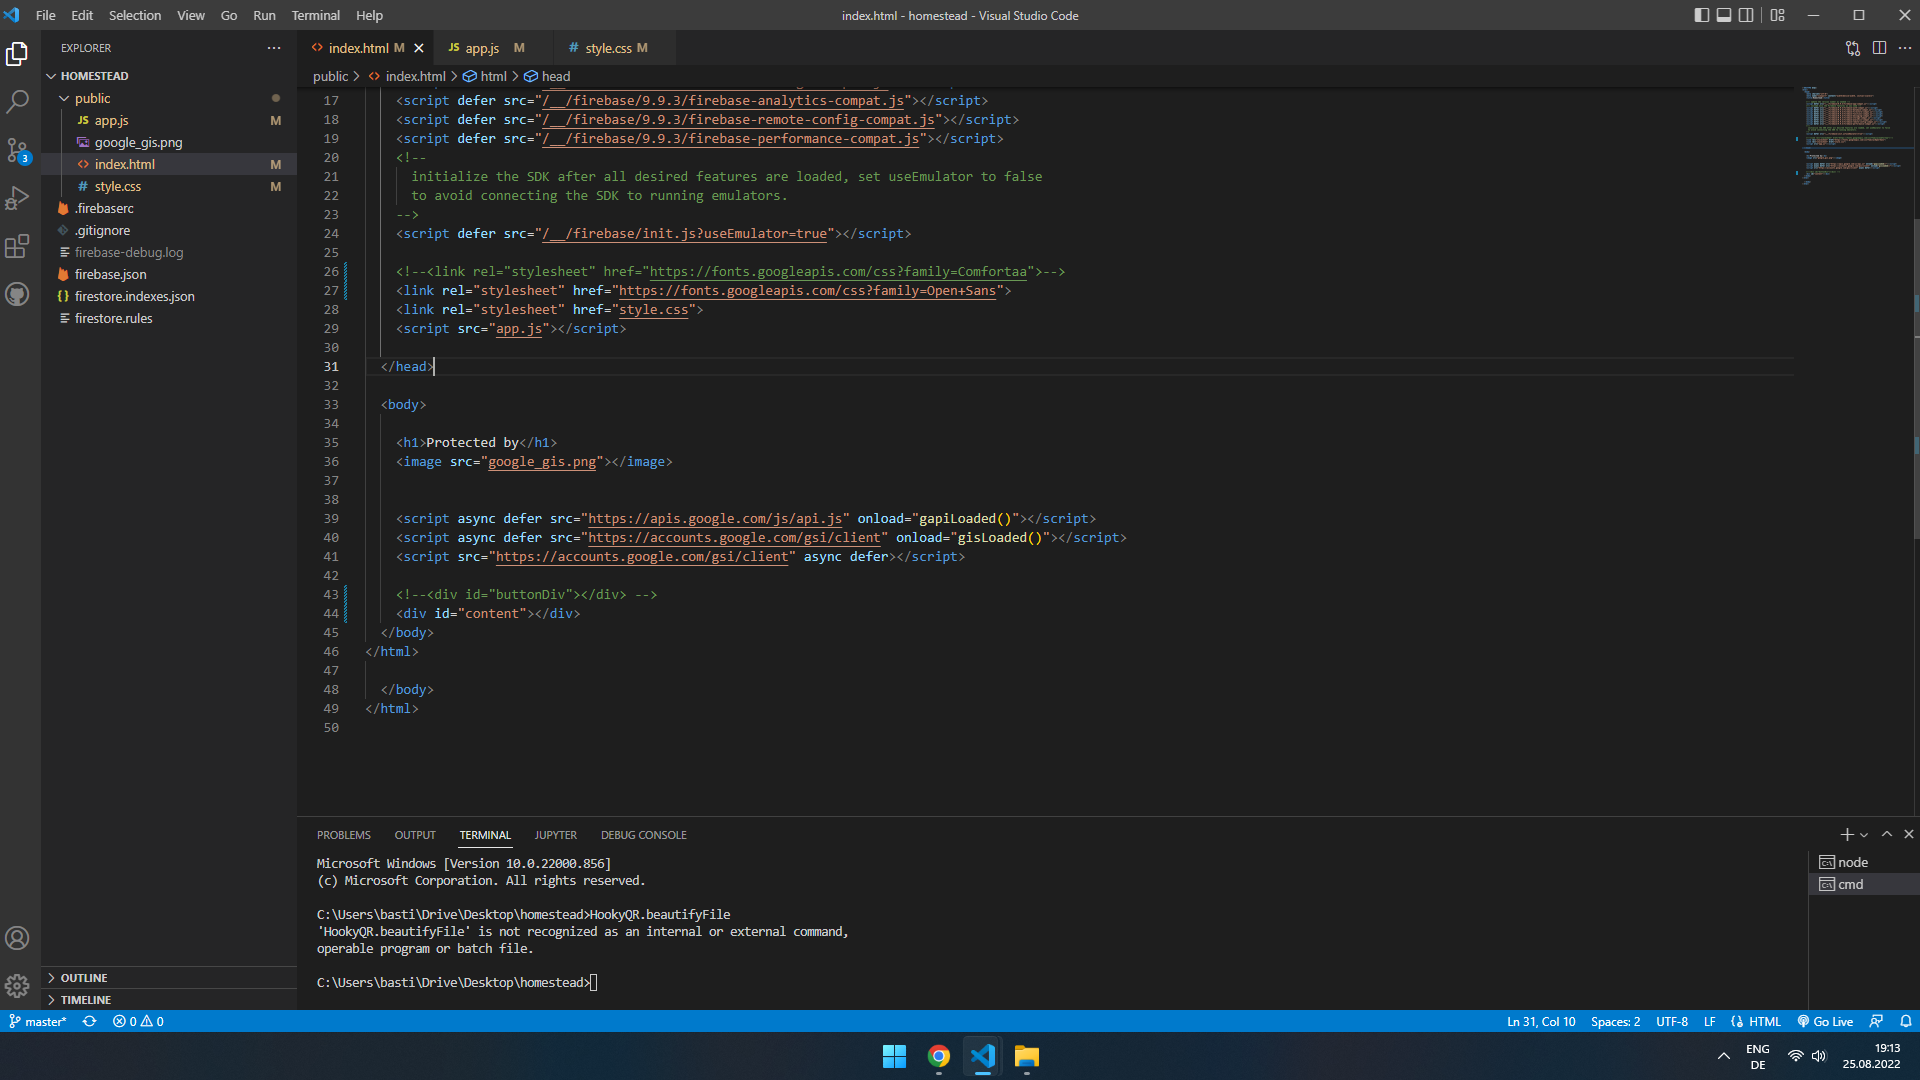 File Edit Selection View Go Run Terminal Help
index.html - homestead - Visual Studio Code
EXPLORER
HOMESTEAD
public
JS app.js M
google_gis.png
<> index.html M
# style.css M
.firebaserc
.gitignore
firebase-debug.log
firebase.json
{} firestore.indexes.json
firestore.rules
3
OUTLINE
TIMELINE
<> index.html M
JS app.js M
# style.css M
public > <> index.html > html > head
17 <script defer src="/__/firebase/9.9.3/firebase-analytics-compat.js"></script>
18 <script defer src="/__/firebase/9.9.3/firebase-remote-config-compat.js"></script>
19 <script defer src="/__/firebase/9.9.3/firebase-performance-compat.js"></script>
20 <!--
21 initialize the SDK after all desired features are loaded, set useEmulator to false
22 to avoid connecting the SDK to running emulators.
23 -->
24 <script defer src="/__/firebase/init.js?useEmulator=true"></script>
25
26 <!--<link rel="stylesheet" href="https://fonts.googleapis.com/css?family=Comfortaa">-->
27 <link rel="stylesheet" href="https://fonts.googleapis.com/css?family=Open+Sans">
28 <link rel="stylesheet" href="style.css">
29 <script src="app.js"></script>
30
31 </head>
32
33 <body>
34
35 <h1>Protected by</h1>
36 <image src="google_gis.png"></image>
37
38
39 <script async defer src="https://apis.google.com/js/api.js" onload="gapiLoaded()"></script>
40 <script async defer src="https://accounts.google.com/gsi/client" onload="gisLoaded()"></script>
41 <script src="https://accounts.google.com/gsi/client" async defer></script>
42
43 <!--<div id="buttonDiv"></div> -->
44 <div id="content"></div>
45 </body>
46 </html>
47
48 </body>
49 </html>
50
PROBLEMS OUTPUT TERMINAL JUPYTER DEBUG CONSOLE
Microsoft Windows [Version 10.0.22000.856]
(c) Microsoft Corporation. All rights reserved.
C:\Users\basti\Drive\Desktop\homestead>HookyQR.beautifyFile
'HookyQR.beautifyFile' is not recognized as an internal or external command,
operable program or batch file.
C:\Users\basti\Drive\Desktop\homestead>
node
cmd
master* 0 0
Ln 31, Col 10 Spaces: 2 UTF-8 LF HTML Go Live
ENG
DE
19:13
25.08.2022